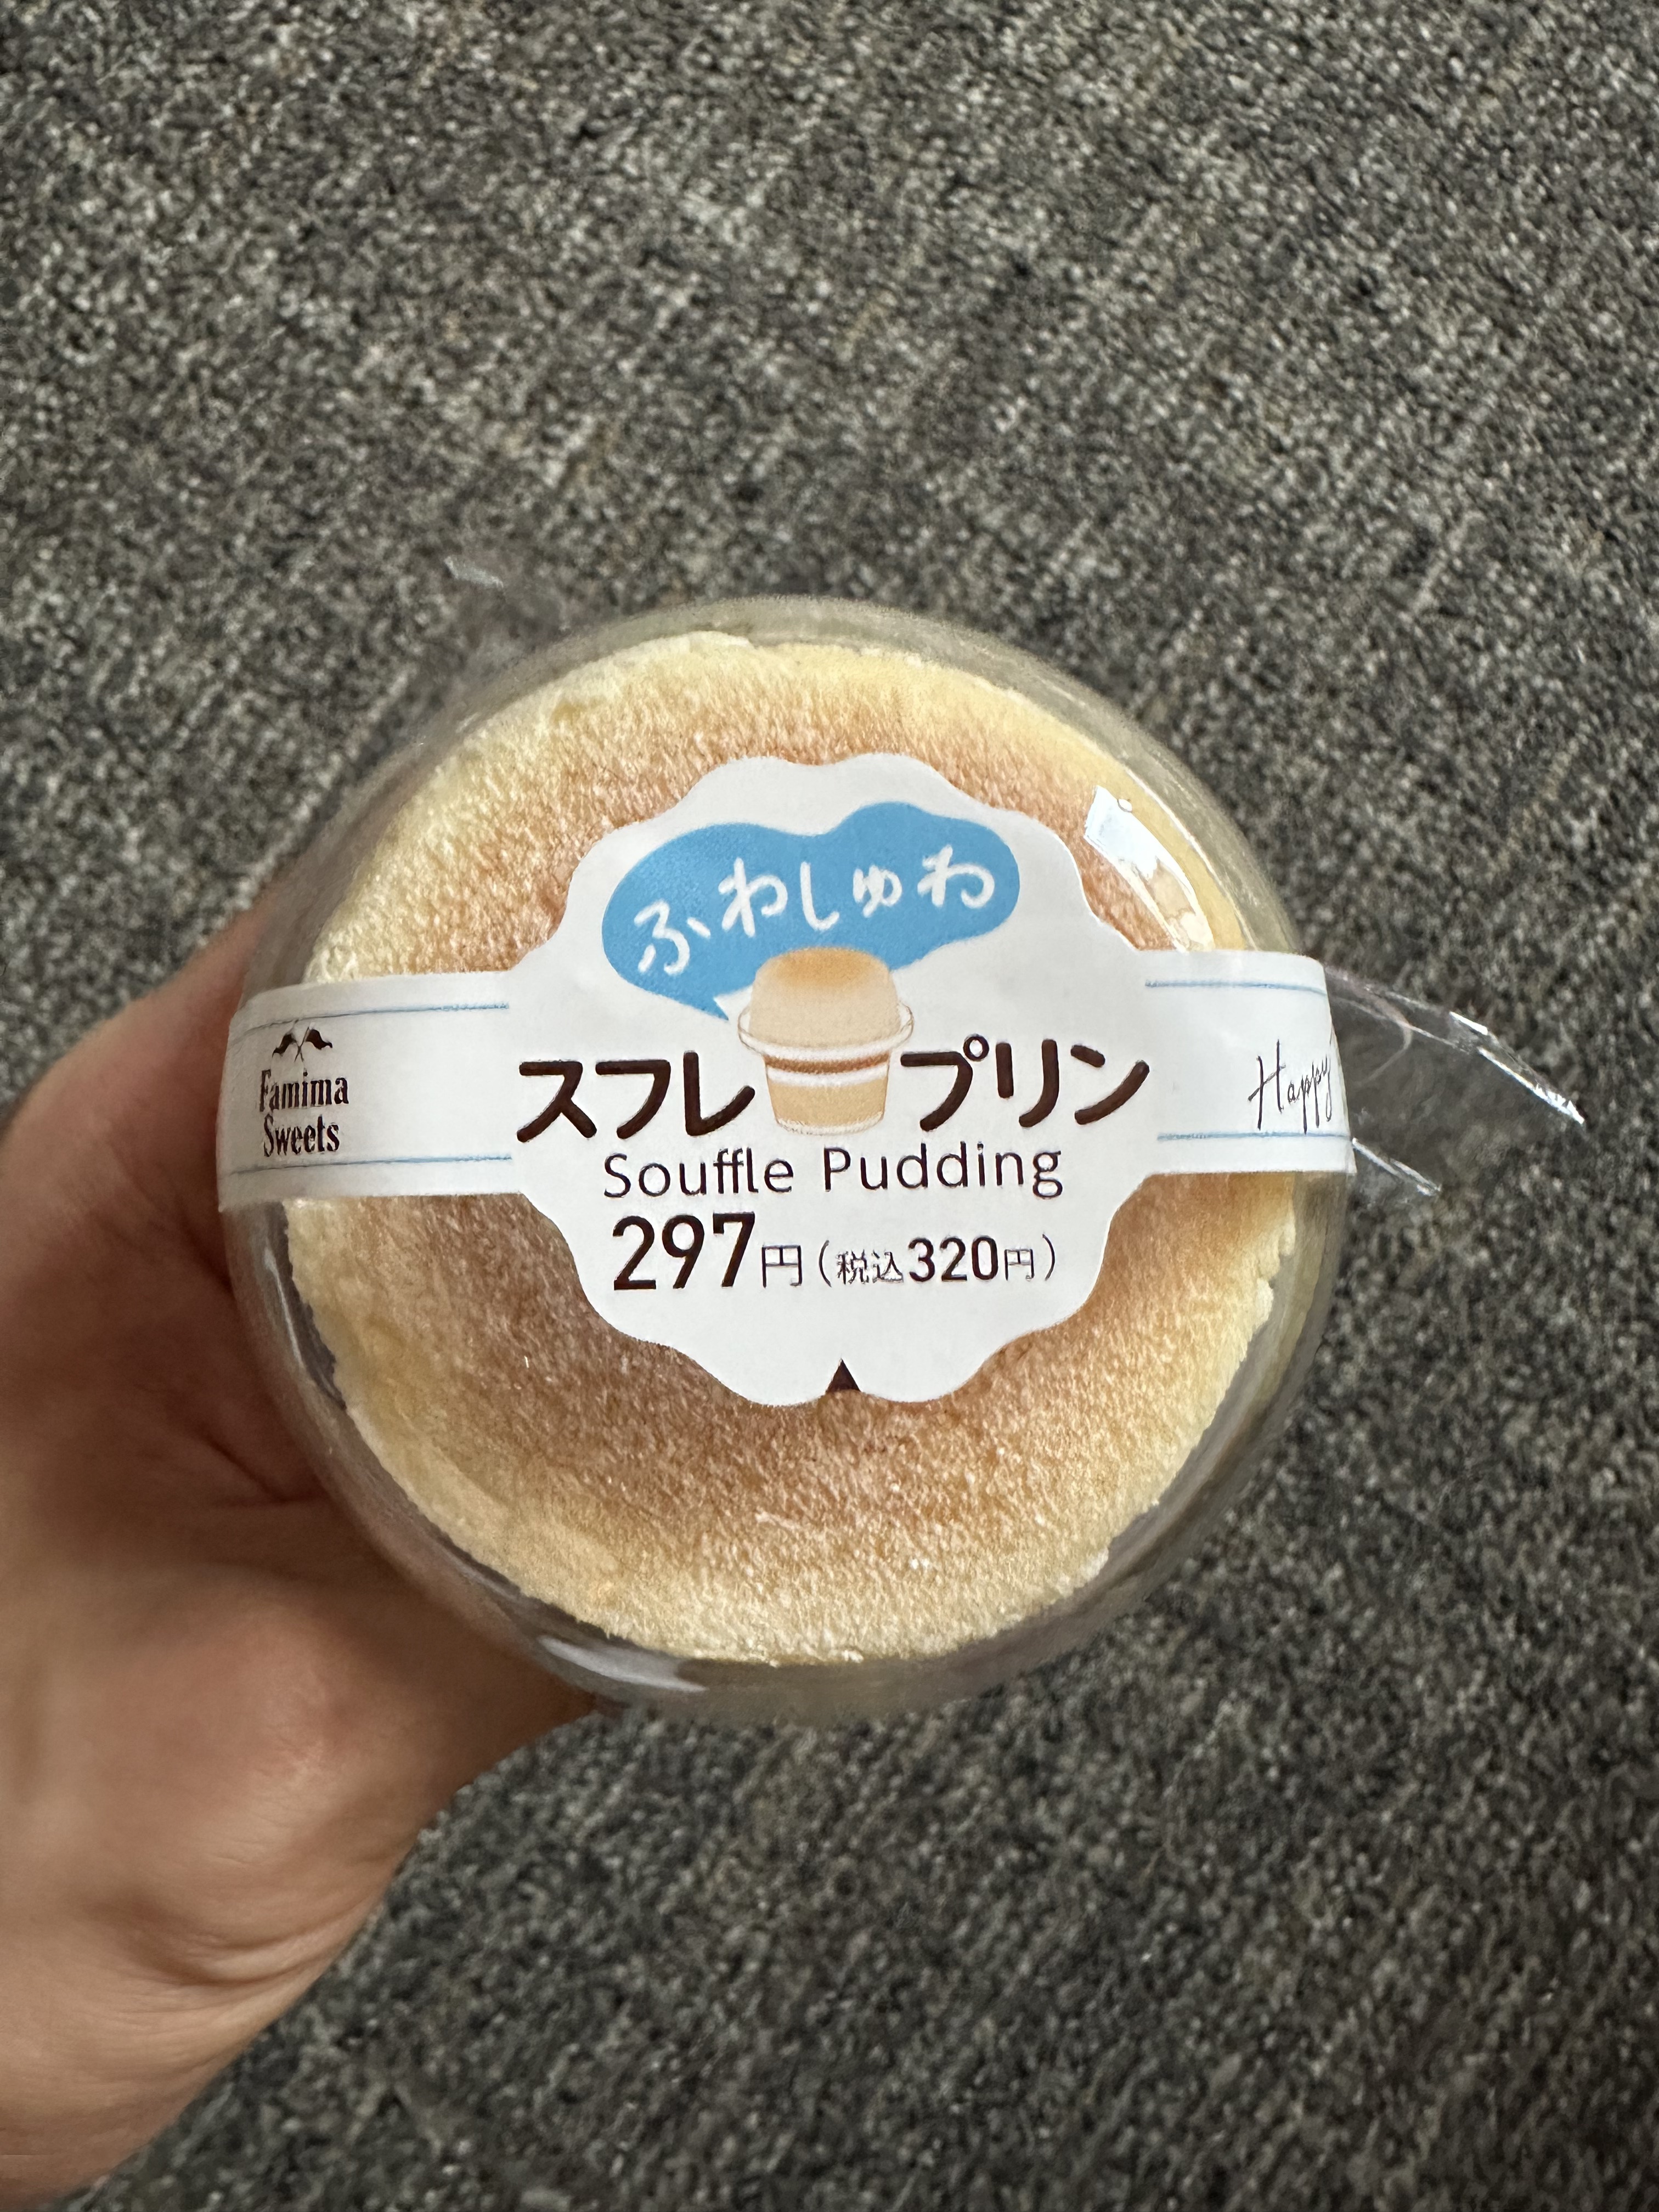 ふわしゅわ
スフレプリン
Souffle Pudding
297円(税込320円)
Famima
Sweets
Happy